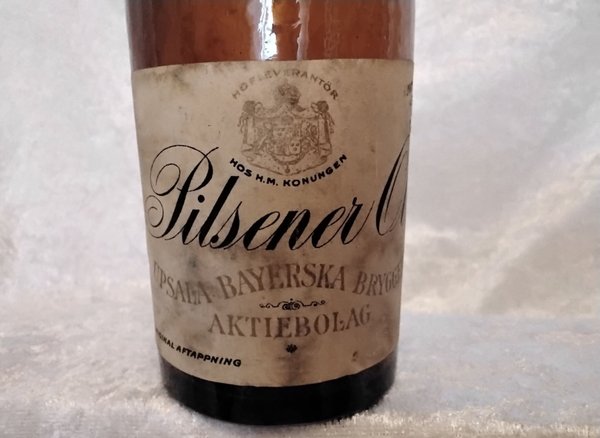 HOFLEVERANTÖR
HOS H.M. KONUNGEN
Pilsener
UPSALA BAYERSKA
AKTIEBOLAG
AFTAPPNING